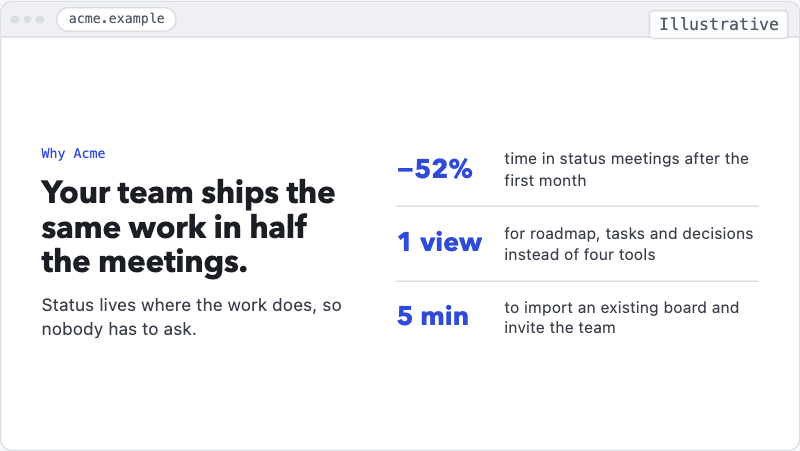 acme.example
Illustrative
Why Acme
Your team ships the
same work in half
the meetings.
Status lives where the work does, so
nobody has to ask.
−52%
time in status meetings after the
first month
1 view
for roadmap, tasks and decisions
instead of four tools
5 min
to import an existing board and
invite the team